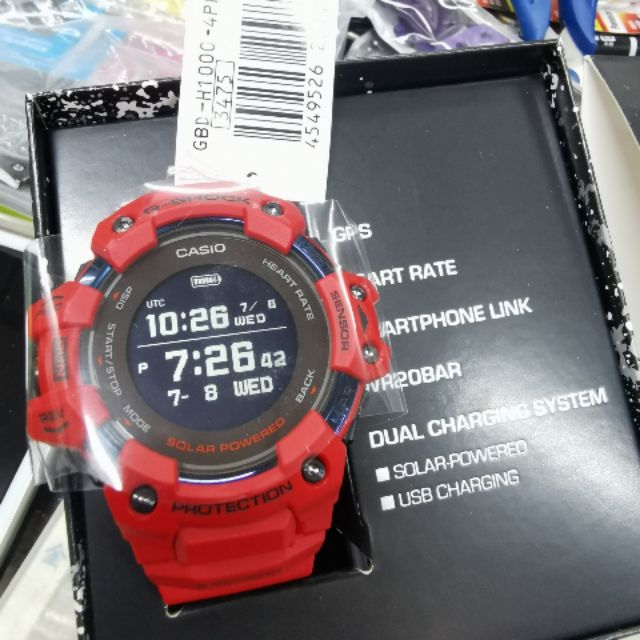 GBD-H1000-4P
3475
4549526
GPS
ART RATE
ARTPHONE LINK
WR20BAR
DUAL CHARGING SYSTEM
SOLAR-POWERED
USB CHARGING
G-SHOCK
CASIO
HEART RATE
DISP
SENSOR
UTC
7/ 8
10:26 WED
START/STOP
P 7:26 42
7- 8 WED
MODE
BACK
SOLAR POWERED
PROTECTION